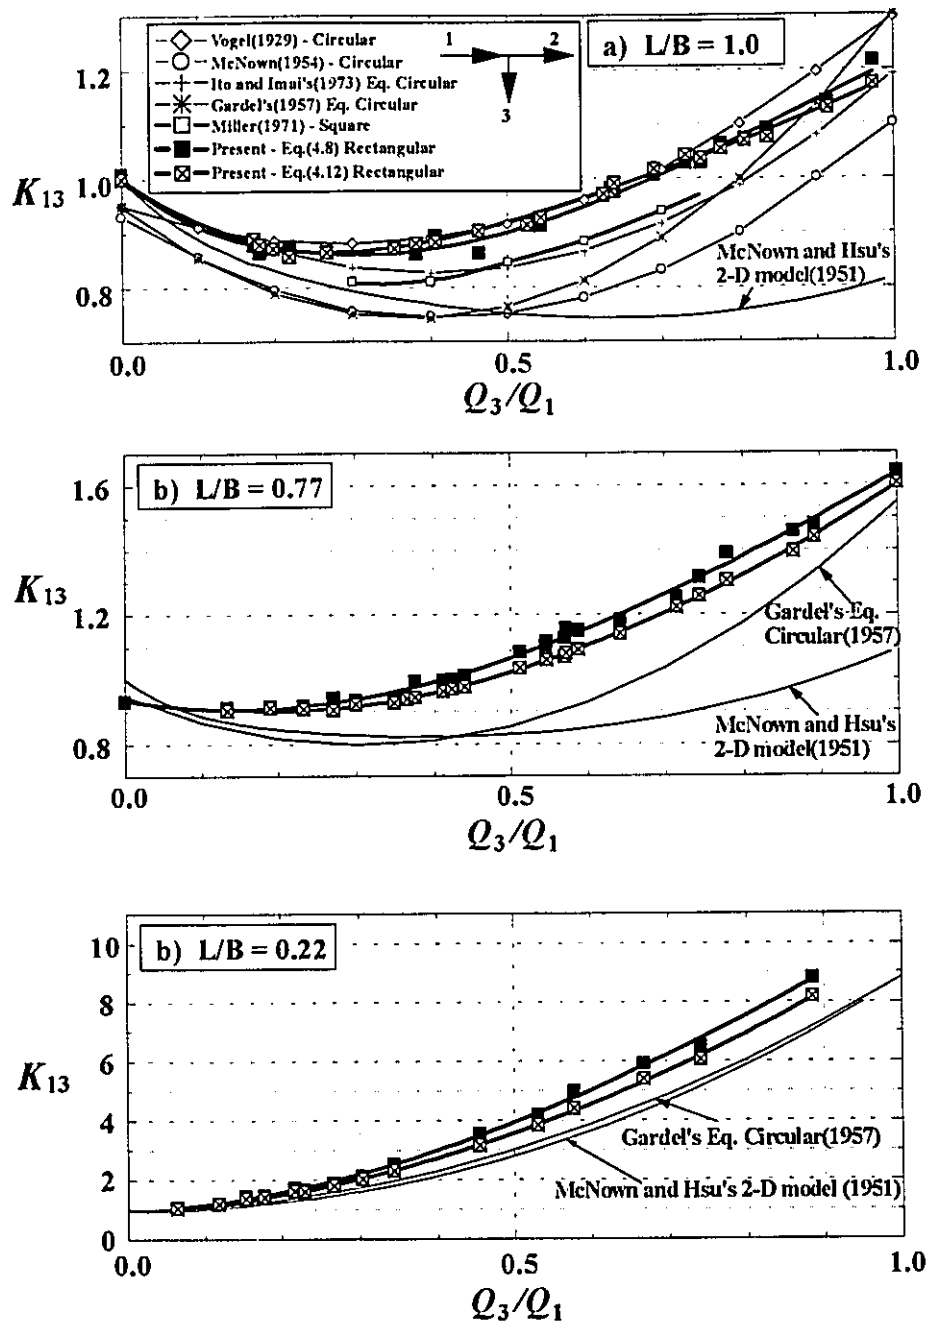 Vogel(1929) - Circular
McNown(1954) - Circular
Ito and Imai's(1973) Eq. Circular
Gardel's(1957) Eq. Circular
Miller(1971) - Square
Present - Eq.(4.8) Rectangular
Present - Eq.(4.12) Rectangular
1 2
3
a) L/B = 1.0
1.2
1.0
0.8
K13
McNown and Hsu's
2-D model(1951)
0.0 0.5 1.0
Q3/Q1
b) L/B = 0.77
1.6
1.2
0.8
K13
Gardel's Eq.
Circular(1957)
McNown and Hsu's
2-D model(1951)
0.0 0.5 1.0
Q3/Q1
b) L/B = 0.22
10
8
6
4
2
0
K13
Gardel's Eq. Circular(1957)
McNown and Hsu's 2-D model (1951)
0.0 0.5 1.0
Q3/Q1